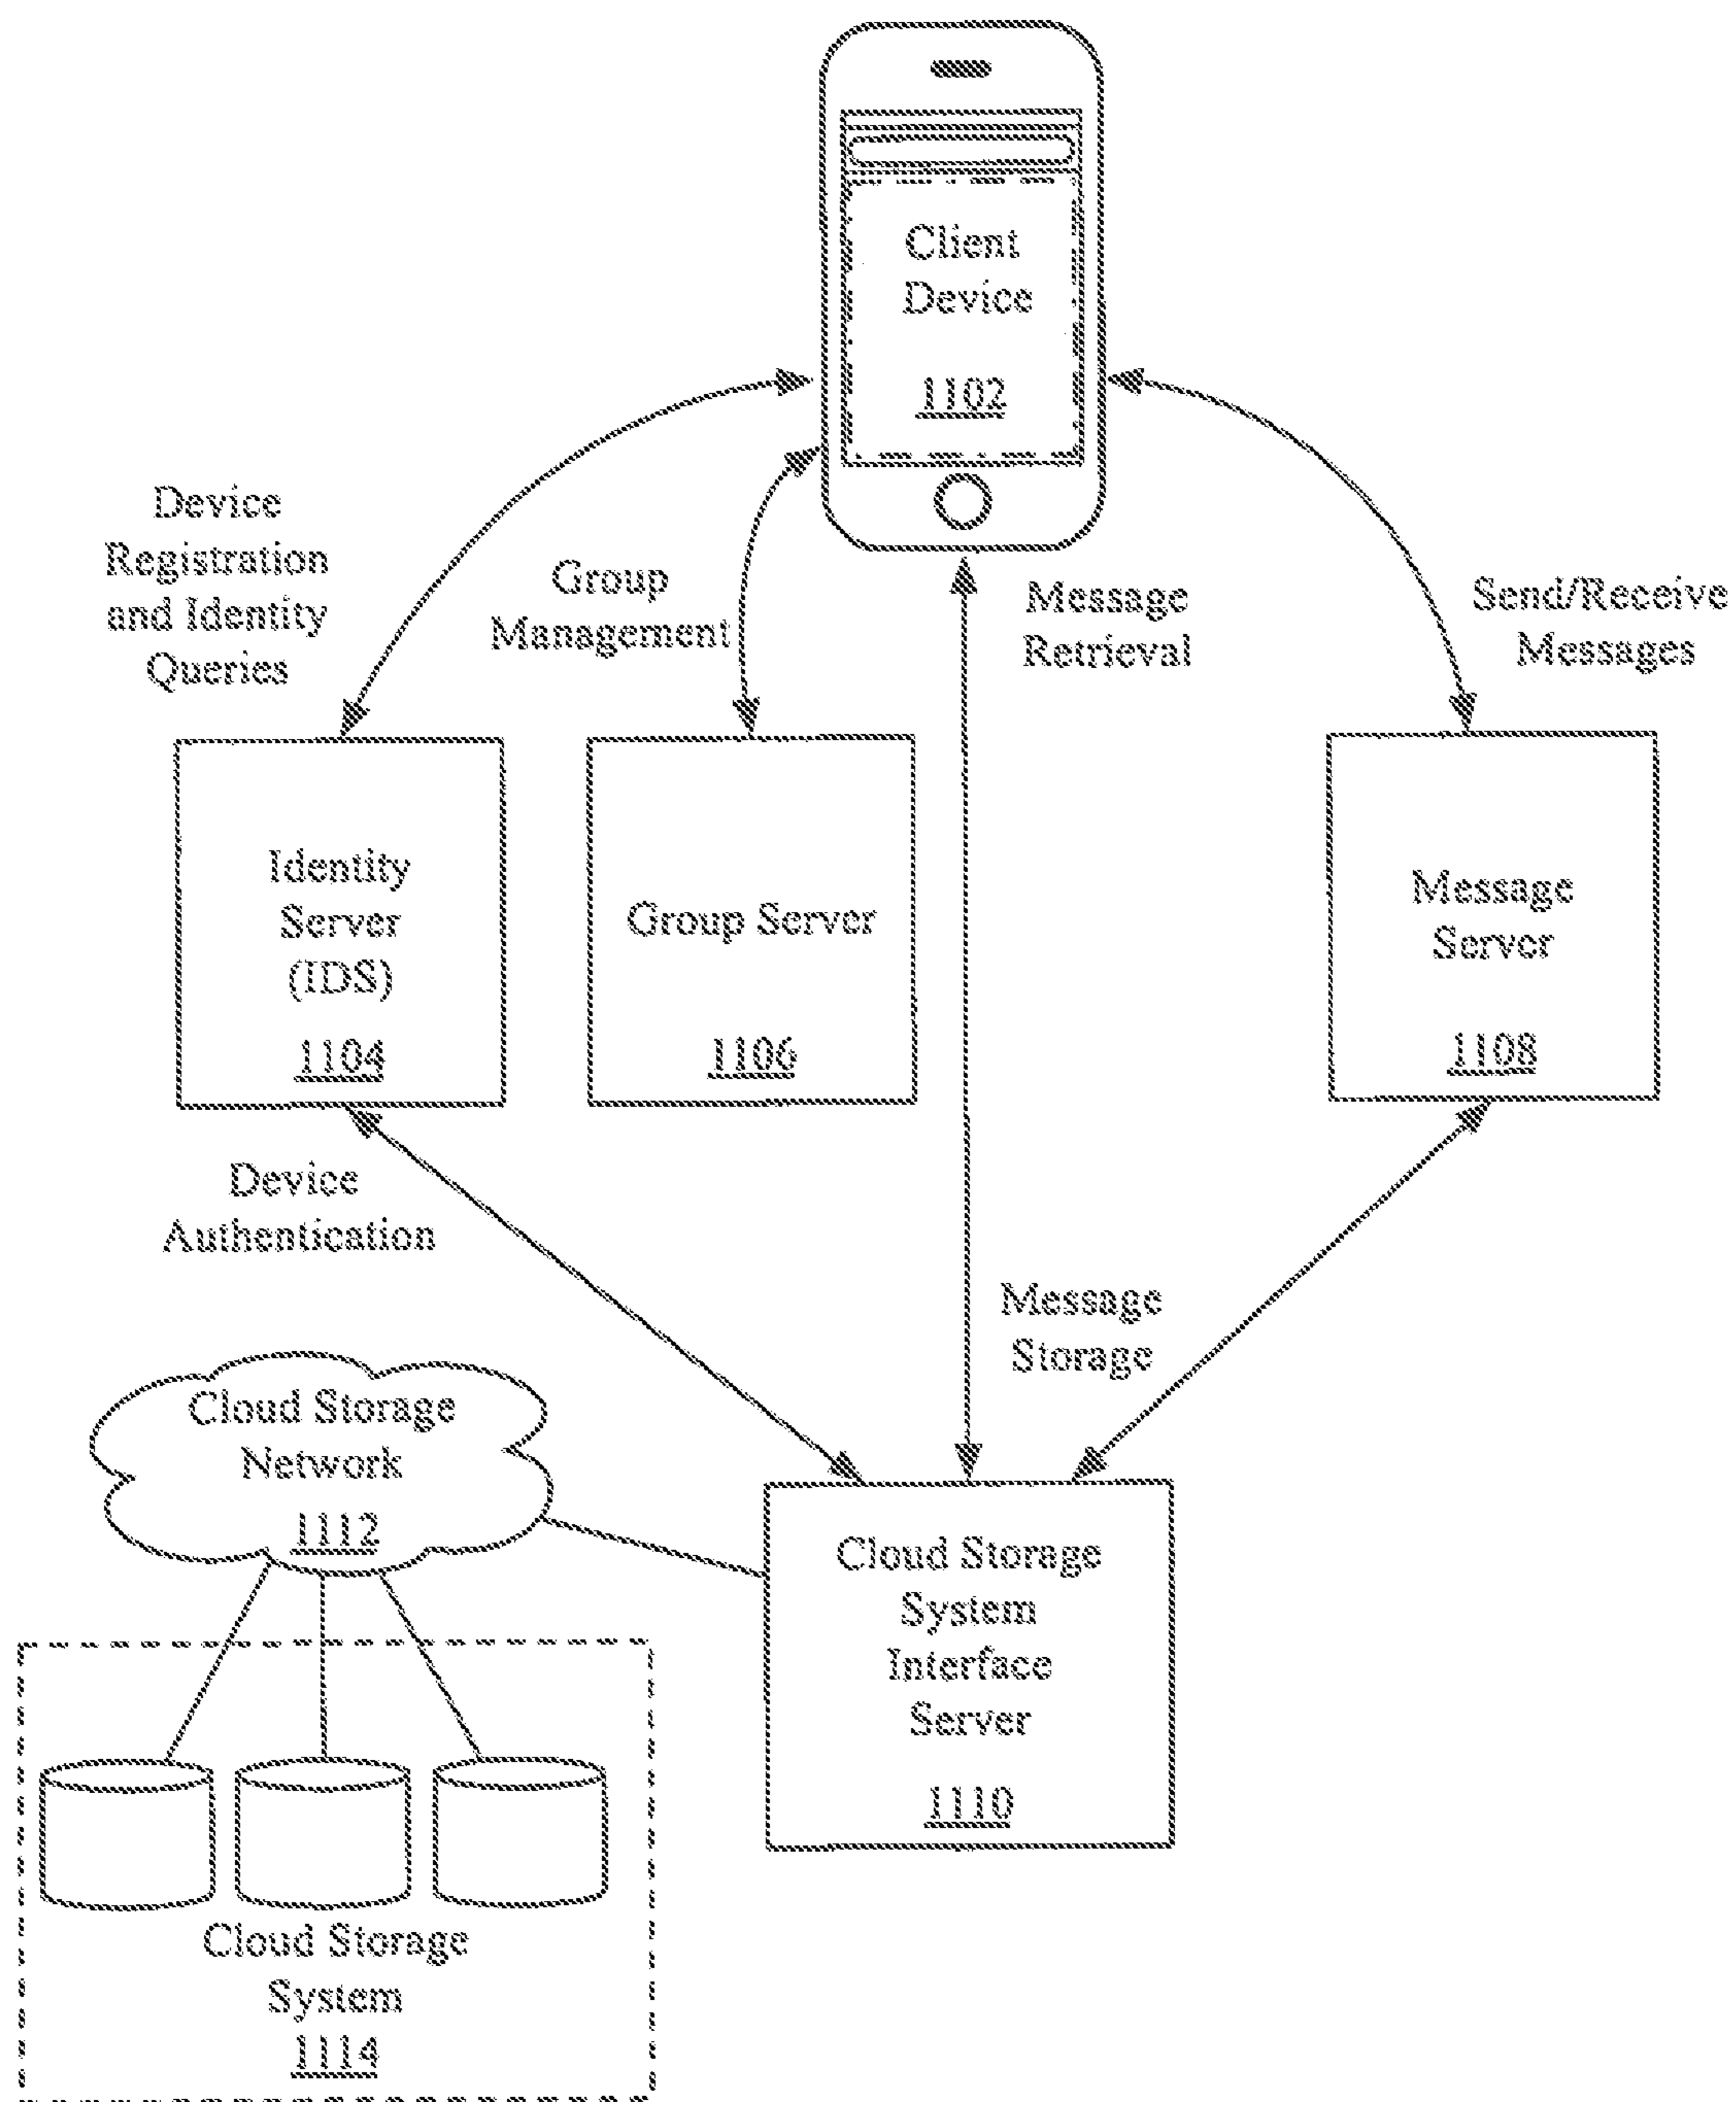 Client
Device
1102
Device
Registration
and Identity
Queries
Group
Management
Message
Retrieval
Send/Receive
Messages
Identity
Server
(IDS)
1104
Group Server
1106
Message
Server
1108
Device
Authentication
Message
Storage
Cloud Storage
Network
1112
Cloud Storage
System
Interface
Server
1110
Cloud Storage
System
1114